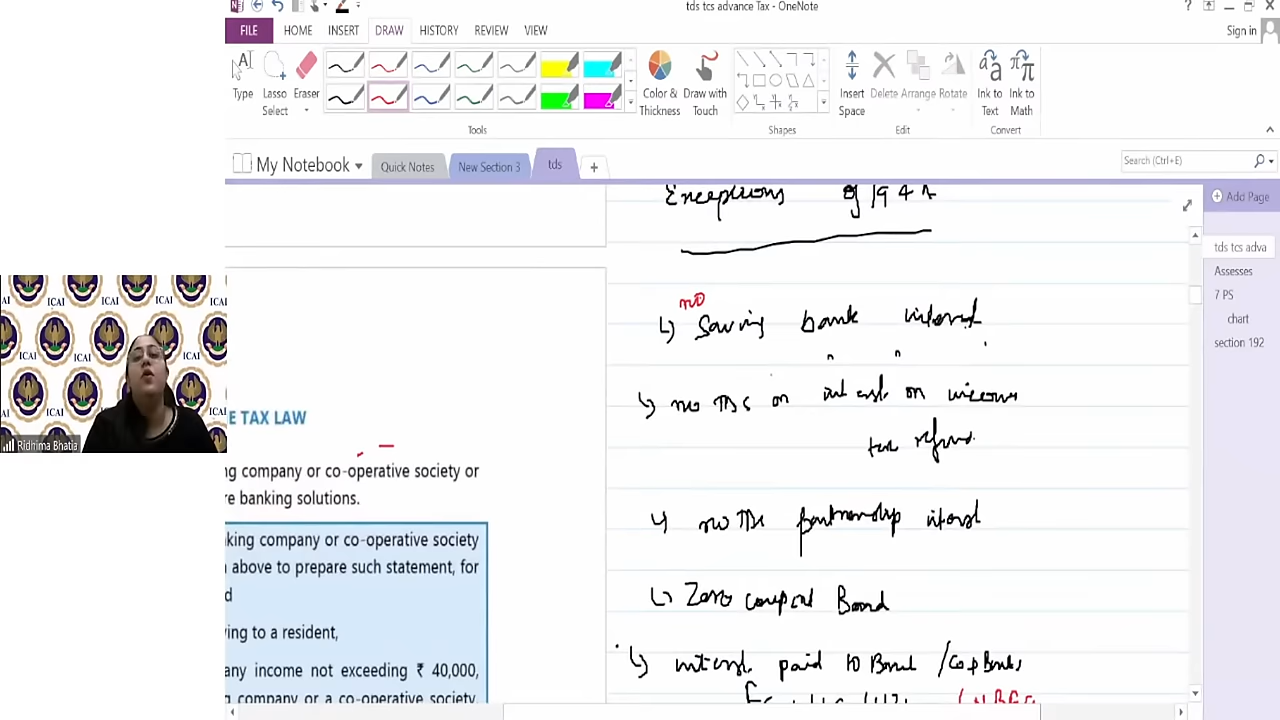 tds tcs advance Tax - OneNote
?
FILE HOME INSERT DRAW HISTORY REVIEW VIEW
Sign in
Type
Lasso Select
Eraser
Color & Thickness
Draw with Touch
Insert Space
Delete Arrange Rotate
Ink to Text
Ink to Math
Tools
Shapes
Edit
Convert
My Notebook
Quick Notes
New Section 3
tds
Search (Ctrl+E)
Add Page
tds tcs adva
Assesses
7 PS
chart
section 192
Exceptions of 194A
no
Saving bank interest
no TDS on interest on income
tax refund
no TDS partnership interest
Zero coupon Bond
interest paid to Bank / Cop Banks
ICAI
ICAI
ICAI
ICAI
Ridhima Bhatia
E TAX LAW
ng company or co-operative society or
re banking solutions.
nking company or co-operative society
above to prepare such statement, for
d
ving to a resident,
any income not exceeding ₹ 40,000,
g company or a co-operative society,